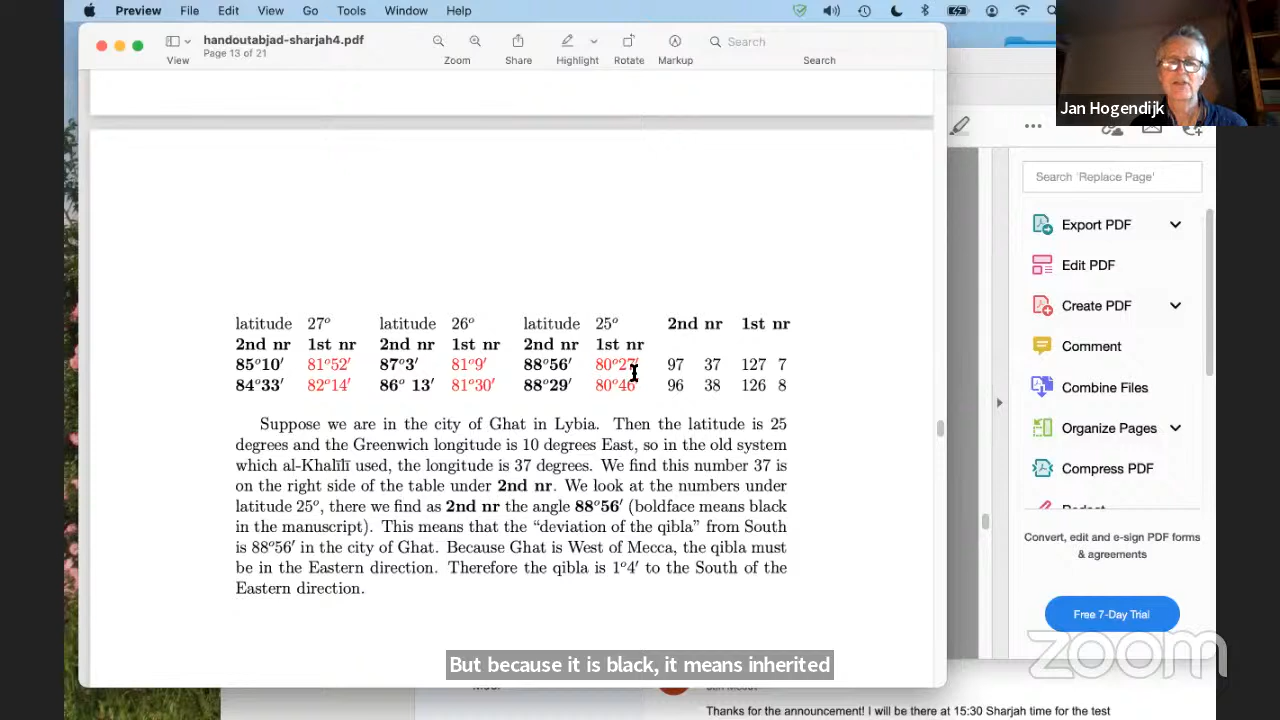 Preview File Edit View Go Tools Window Help
handoutabjad-sharjah4.pdf
Page 13 of 21
Search
View Zoom Share Highlight Rotate Markup Search
Jan Hogendijk
Search 'Replace Page'
Export PDF
Edit PDF
Create PDF
Comment
Combine Files
Organize Pages
Compress PDF
Convert, edit and e-sign PDF forms
& agreements
Free 7-Day Trial
latitude 27° latitude 26° latitude 25° 2nd nr 1st nr
2nd nr 1st nr 2nd nr 1st nr 2nd nr 1st nr
85°10′ 81°52′ 87°3′ 81°9′ 88°56′ 80°27′ 97 37 127 7
84°33′ 82°14′ 86° 13′ 81°30′ 88°29′ 80°46′ 96 38 126 8
Suppose we are in the city of Ghat in Lybia. Then the latitude is 25
degrees and the Greenwich longitude is 10 degrees East, so in the old system
which al-Khalīlī used, the longitude is 37 degrees. We find this number 37 is
on the right side of the table under 2nd nr. We look at the numbers under
latitude 25°, there we find as 2nd nr the angle 88°56′ (boldface means black
in the manuscript). This means that the “deviation of the qibla” from South
is 88°56′ in the city of Ghat. Because Ghat is West of Mecca, the qibla must
be in the Eastern direction. Therefore the qibla is 1°4′ to the South of the
Eastern direction.
But because it is black, it means inherited
zoom
Thanks for the announcement! I will be there at 15:30 Sharjah time for the test